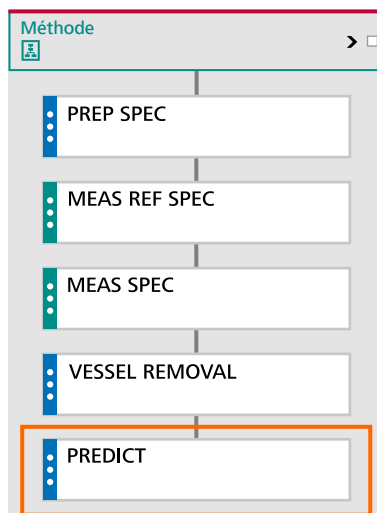 Méthode
PREP SPEC
MEAS REF SPEC
MEAS SPEC
VESSEL REMOVAL
PREDICT